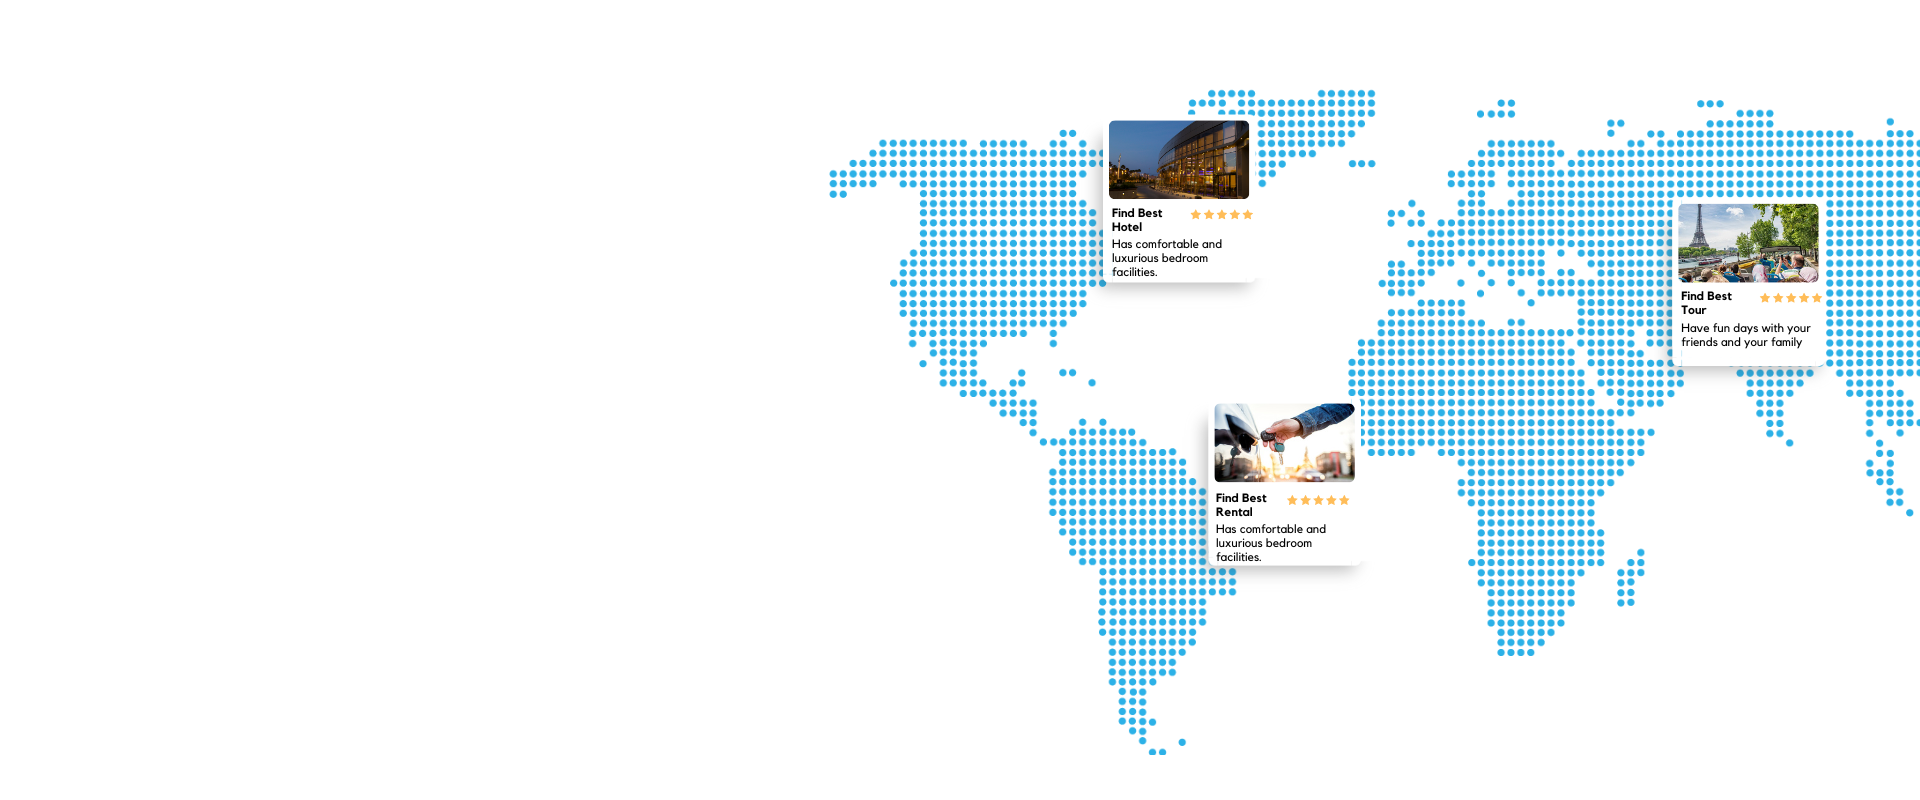 Find Best
Hotel
Has comfortable and
luxurious bedroom
facilities.
Find Best
Tour
Have fun days with your
friends and your family
Find Best
Rental
Has comfortable and
luxurious bedroom
facilities.